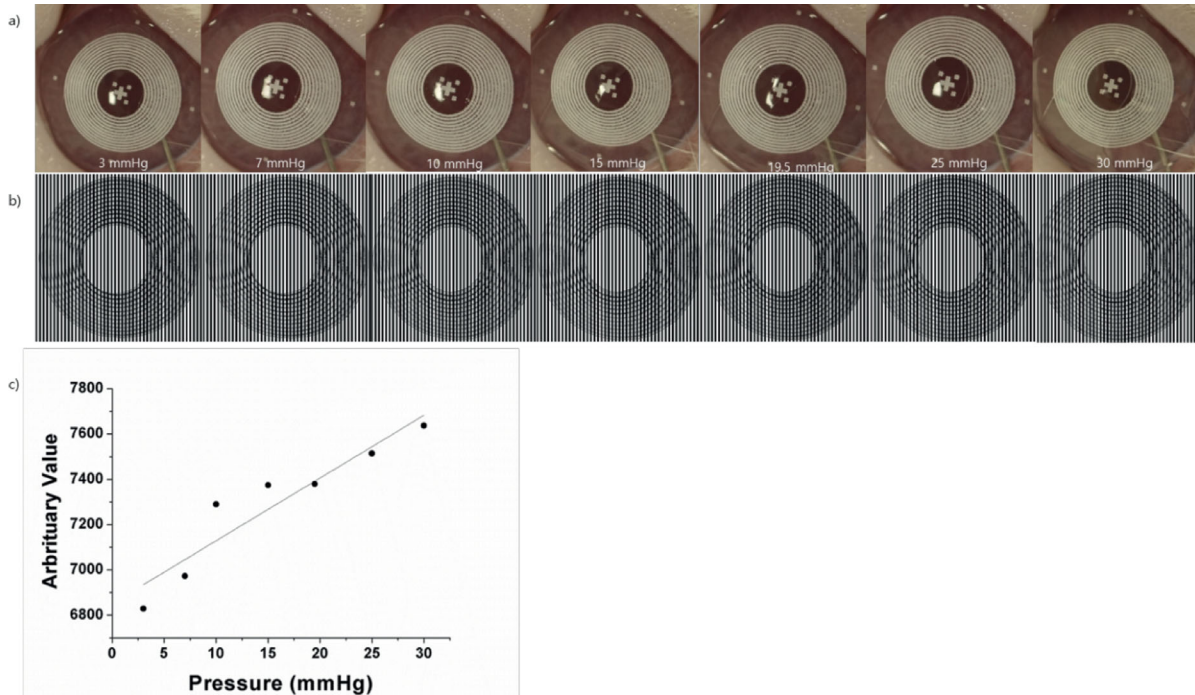 a)
3 mmHg 7 mmHg 10 mmHg 15 mmHg 19.5 mmHg 25 mmHg 30 mmHg
b)
c)
7800
7600
7400
7200
7000
6800
Arbrituary Value
0 5 10 15 20 25 30
Pressure (mmHg)